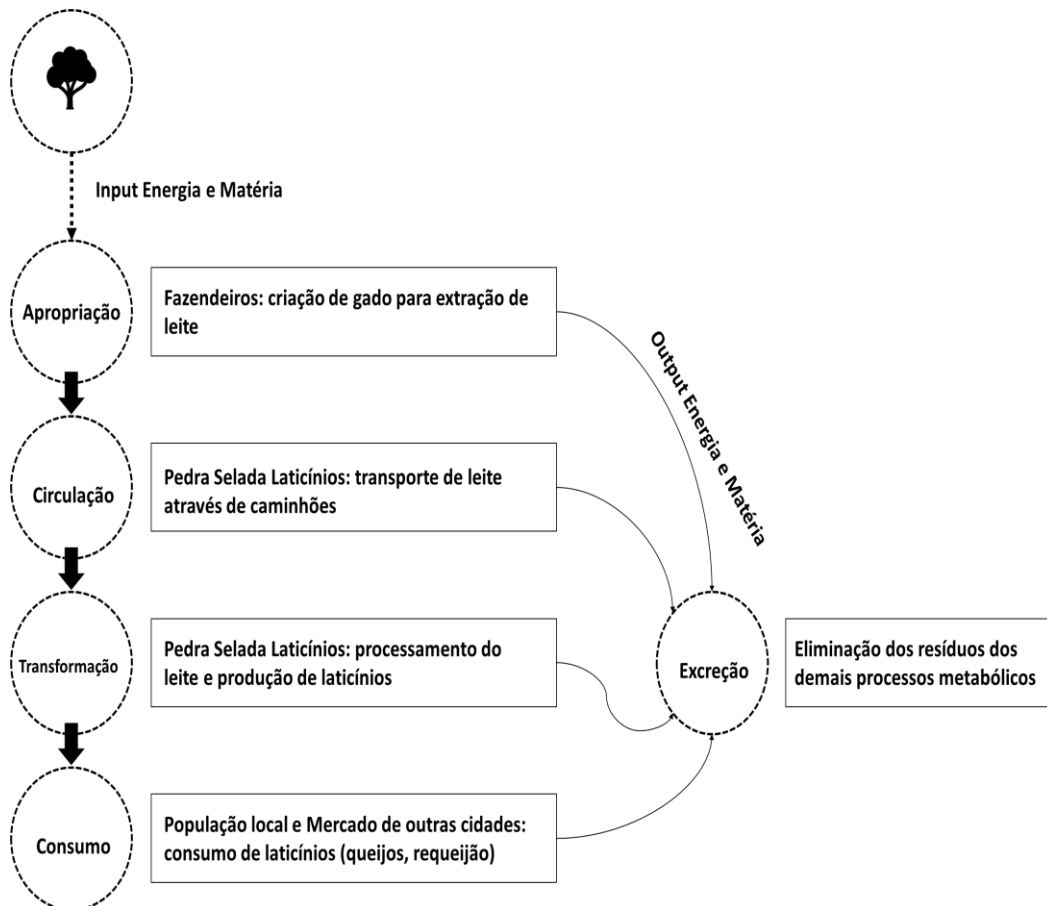 Input Energia e Matéria
Apropriação
Fazendeiros: criação de gado para extração de
leite
Output Energia e Matéria
Circulação
Pedra Selada Laticínios: transporte de leite
através de caminhões
Transformação
Pedra Selada Laticínios: processamento do
leite e produção de laticínios
Excreção
Eliminação dos resíduos dos
demais processos metabólicos
Consumo
População local e Mercado de outras cidades:
consumo de laticínios (queijos, requeijão)